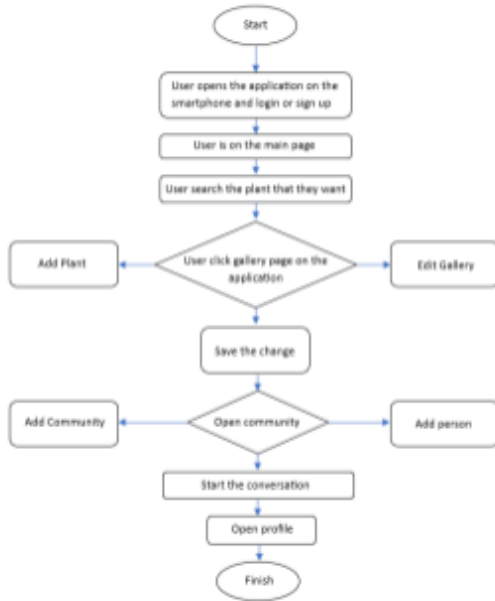 Start
User opens the application on the
smartphone and login or sign up
User is on the main page
User search the plant that they want
Add Plant
User click gallery page on the
application
Edit Gallery
Save the change
Add Community
Open community
Add person
Start the conversation
Open profile
Finish